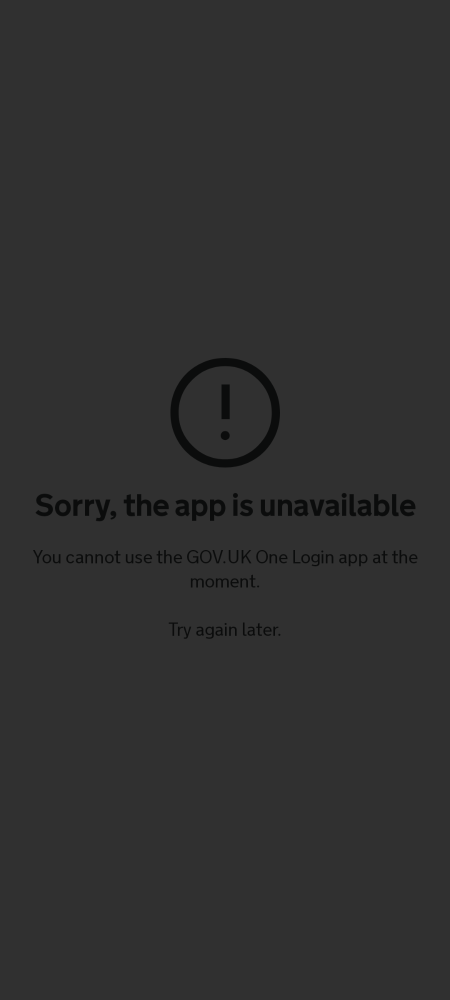 Sorry, the app is unavailable
You cannot use the GOV.UK One Login app at the
moment.
Try again later.